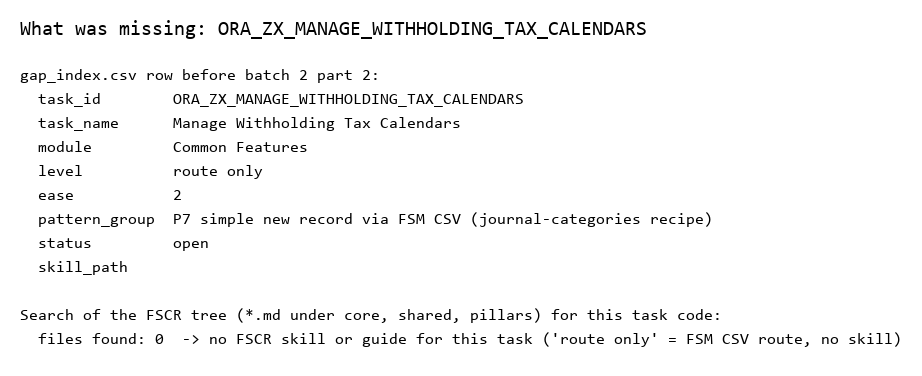 What was missing: ORA_ZX_MANAGE_WITHHOLDING_TAX_CALENDARS
gap_index.csv row before batch 2 part 2:
task_id ORA_ZX_MANAGE_WITHHOLDING_TAX_CALENDARS
task_name Manage Withholding Tax Calendars
module Common Features
level route only
ease 2
pattern_group P7 simple new record via FSM CSV (journal-categories recipe)
status open
skill_path
Search of the FSCR tree (*.md under core, shared, pillars) for this task code:
files found: 0 -> no FSCR skill or guide for this task ('route only' = FSM CSV route, no skill)